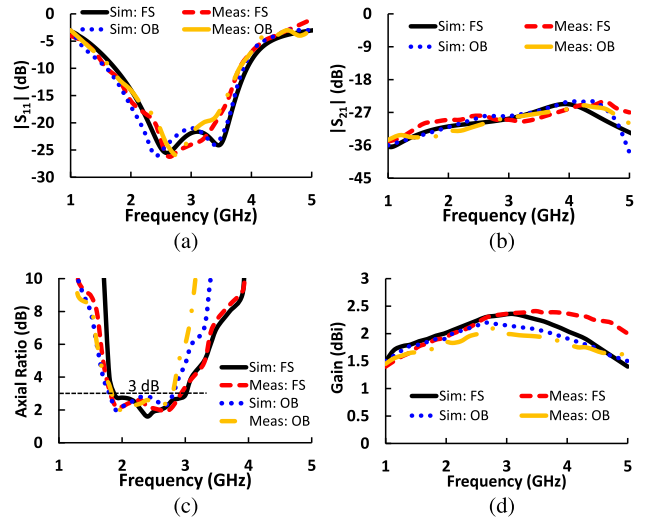 Sim: FS Meas: FS
Sim: OB Meas: OB
0
-5
-10
-15
-20
-25
-30
|S11| (dB)
1 2 3 4 5
Frequency (GHz)
(a)
Sim: FS Meas: FS
Sim: OB Meas: OB
0
-9
-18
-27
-36
-45
|S21| (dB)
1 2 3 4 5
Frequency (GHz)
(b)
10
8
6
4
2
0
Axial Ratio (dB)
3 dB
Sim: FS
Meas: FS
Sim: OB
Meas: OB
1 2 3 4 5
Frequency (GHz)
(c)
3
2.5
2
1.5
1
0.5
0
Gain (dBi)
Sim: FS Meas: FS
Sim: OB Meas: OB
1 2 3 4 5
Frequency (GHz)
(d)